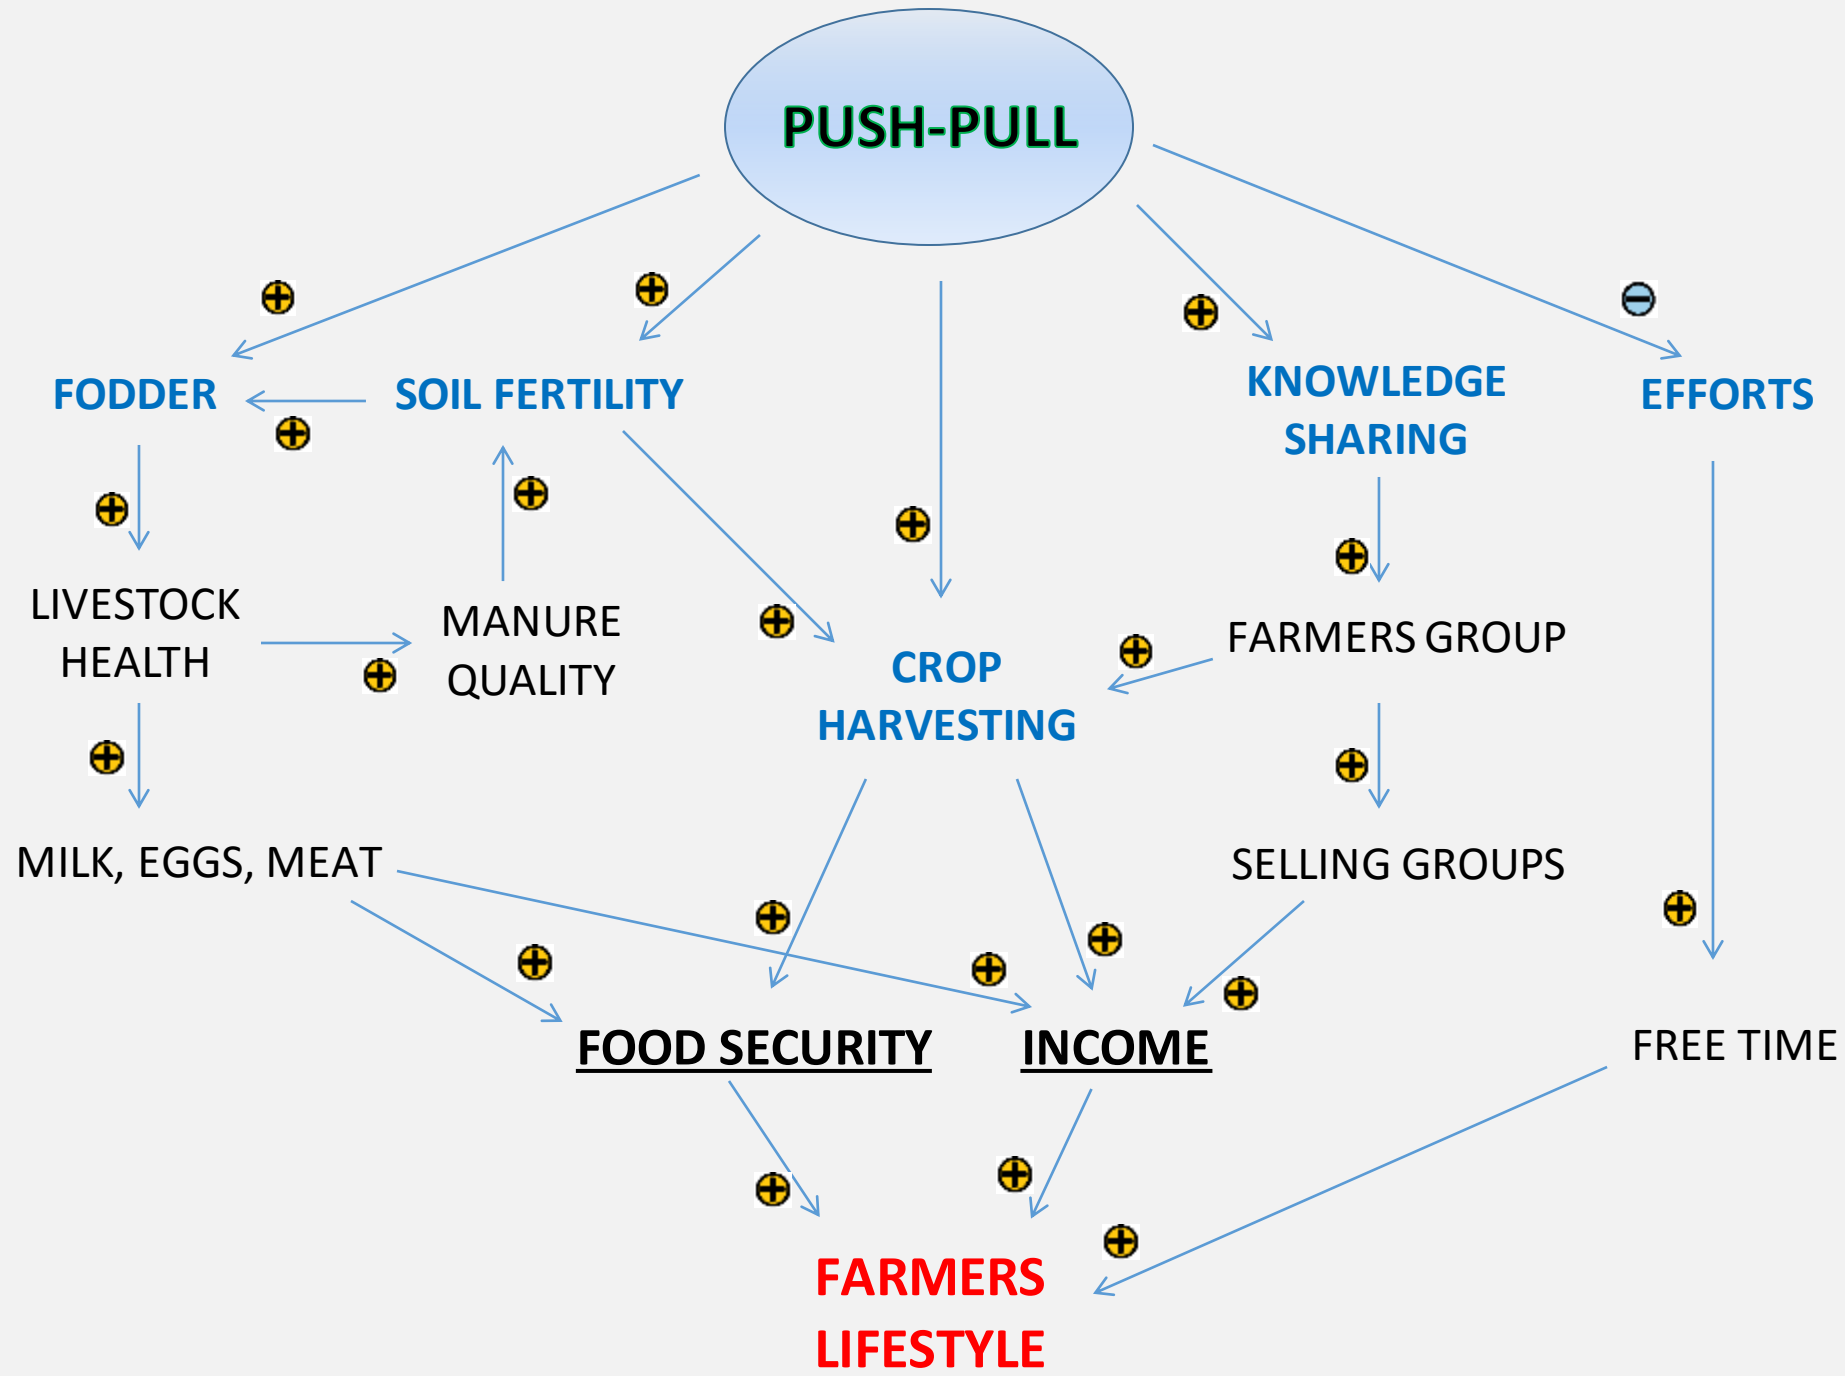 PUSH-PULL
FODDER
SOIL FERTILITY
KNOWLEDGE
SHARING
EFFORTS
LIVESTOCK
HEALTH
MANURE
QUALITY
CROP
HARVESTING
FARMERS GROUP
MILK, EGGS, MEAT
SELLING GROUPS
FOOD SECURITY
INCOME
FREE TIME
FARMERS
LIFESTYLE